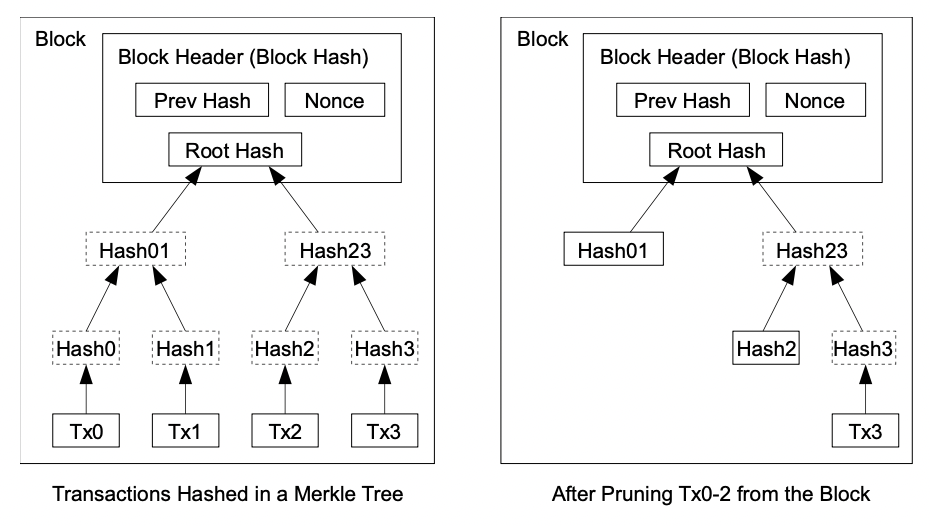 Block
Block Header (Block Hash)
Prev Hash
Nonce
Root Hash
Hash01
Hash23
Hash0
Hash1
Hash2
Hash3
Tx0
Tx1
Tx2
Tx3
Transactions Hashed in a Merkle Tree
Block
Block Header (Block Hash)
Prev Hash
Nonce
Root Hash
Hash01
Hash23
Hash2
Hash3
Tx3
After Pruning Tx0-2 from the Block